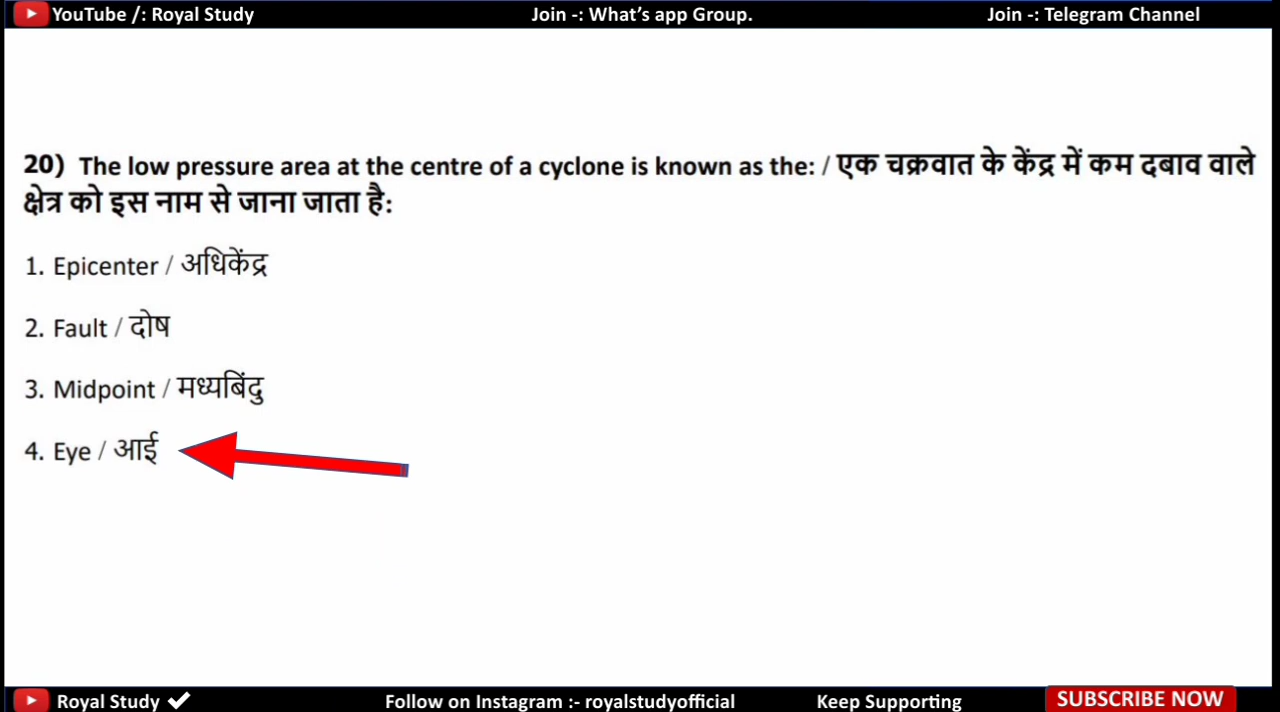 YouTube /: Royal Study Join -: What’s app Group. Join -: Telegram Channel
20) The low pressure area at the centre of a cyclone is known as the: / एक चक्रवात के केंद्र में कम दबाव वाले
क्षेत्र को इस नाम से जाना जाता है:
1. Epicenter / अधिकेंद्र
2. Fault / दोष
3. Midpoint / मध्यबिंदु
4. Eye / आई
Royal Study Follow on Instagram :- royalstudyofficial Keep Supporting SUBSCRIBE NOW